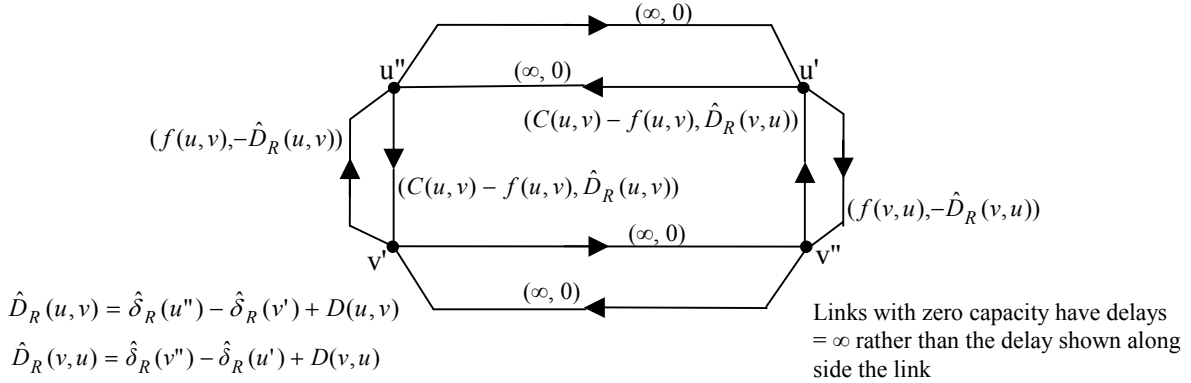 (∞, 0)
u"
(∞, 0)
u'
(f(u, v),−D̂_R(u, v))
(C(u, v) − f(u, v), D̂_R(v, u))
(C(u, v) − f(u, v), D̂_R(u, v))
(f(v, u),−D̂_R(v, u))
(∞, 0)
v'
v"
(∞, 0)
D̂_R(u, v) = δ̂_R(u") − δ̂_R(v') + D(u, v)
D̂_R(v, u) = δ̂_R(v") − δ̂_R(u') + D(v, u)
Links with zero capacity have delays
= ∞ rather than the delay shown along
side the link